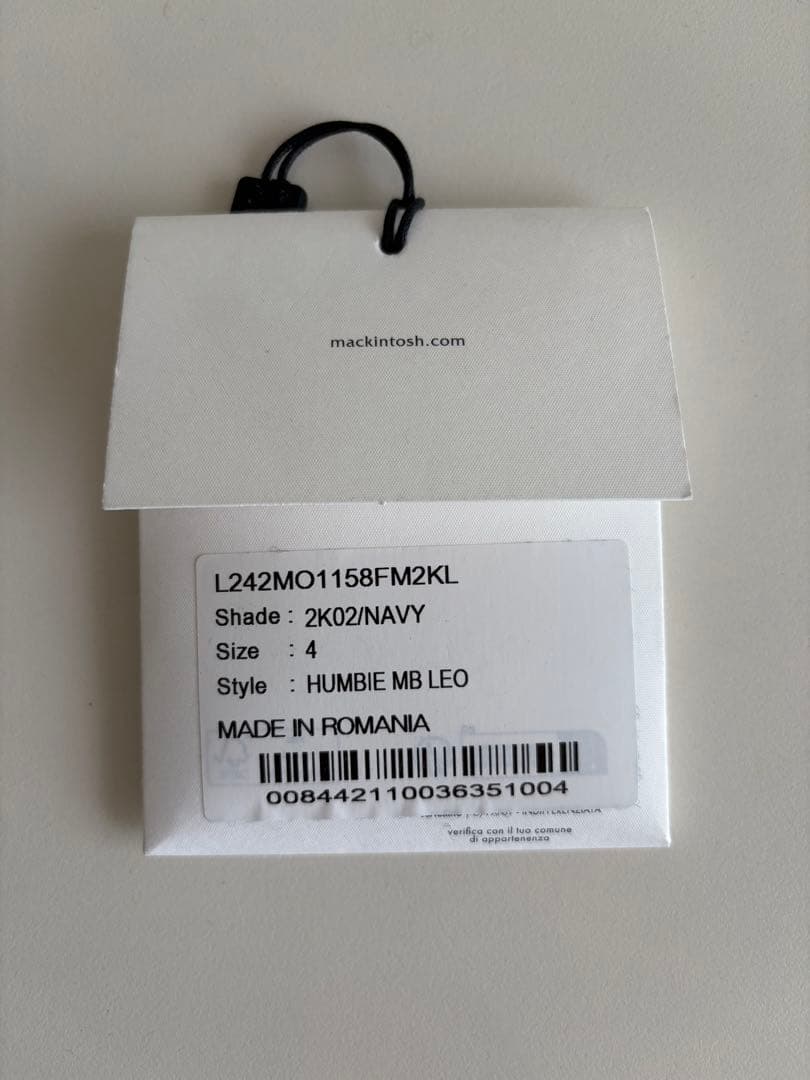 mackintosh.com
L242MO1158FM2KL
Shade : 2K02/NAVY
Size : 4
Style : HUMBIE MB LEO
MADE IN ROMANIA
008442110036351004
verifica con il tuo comune
di appartenenza